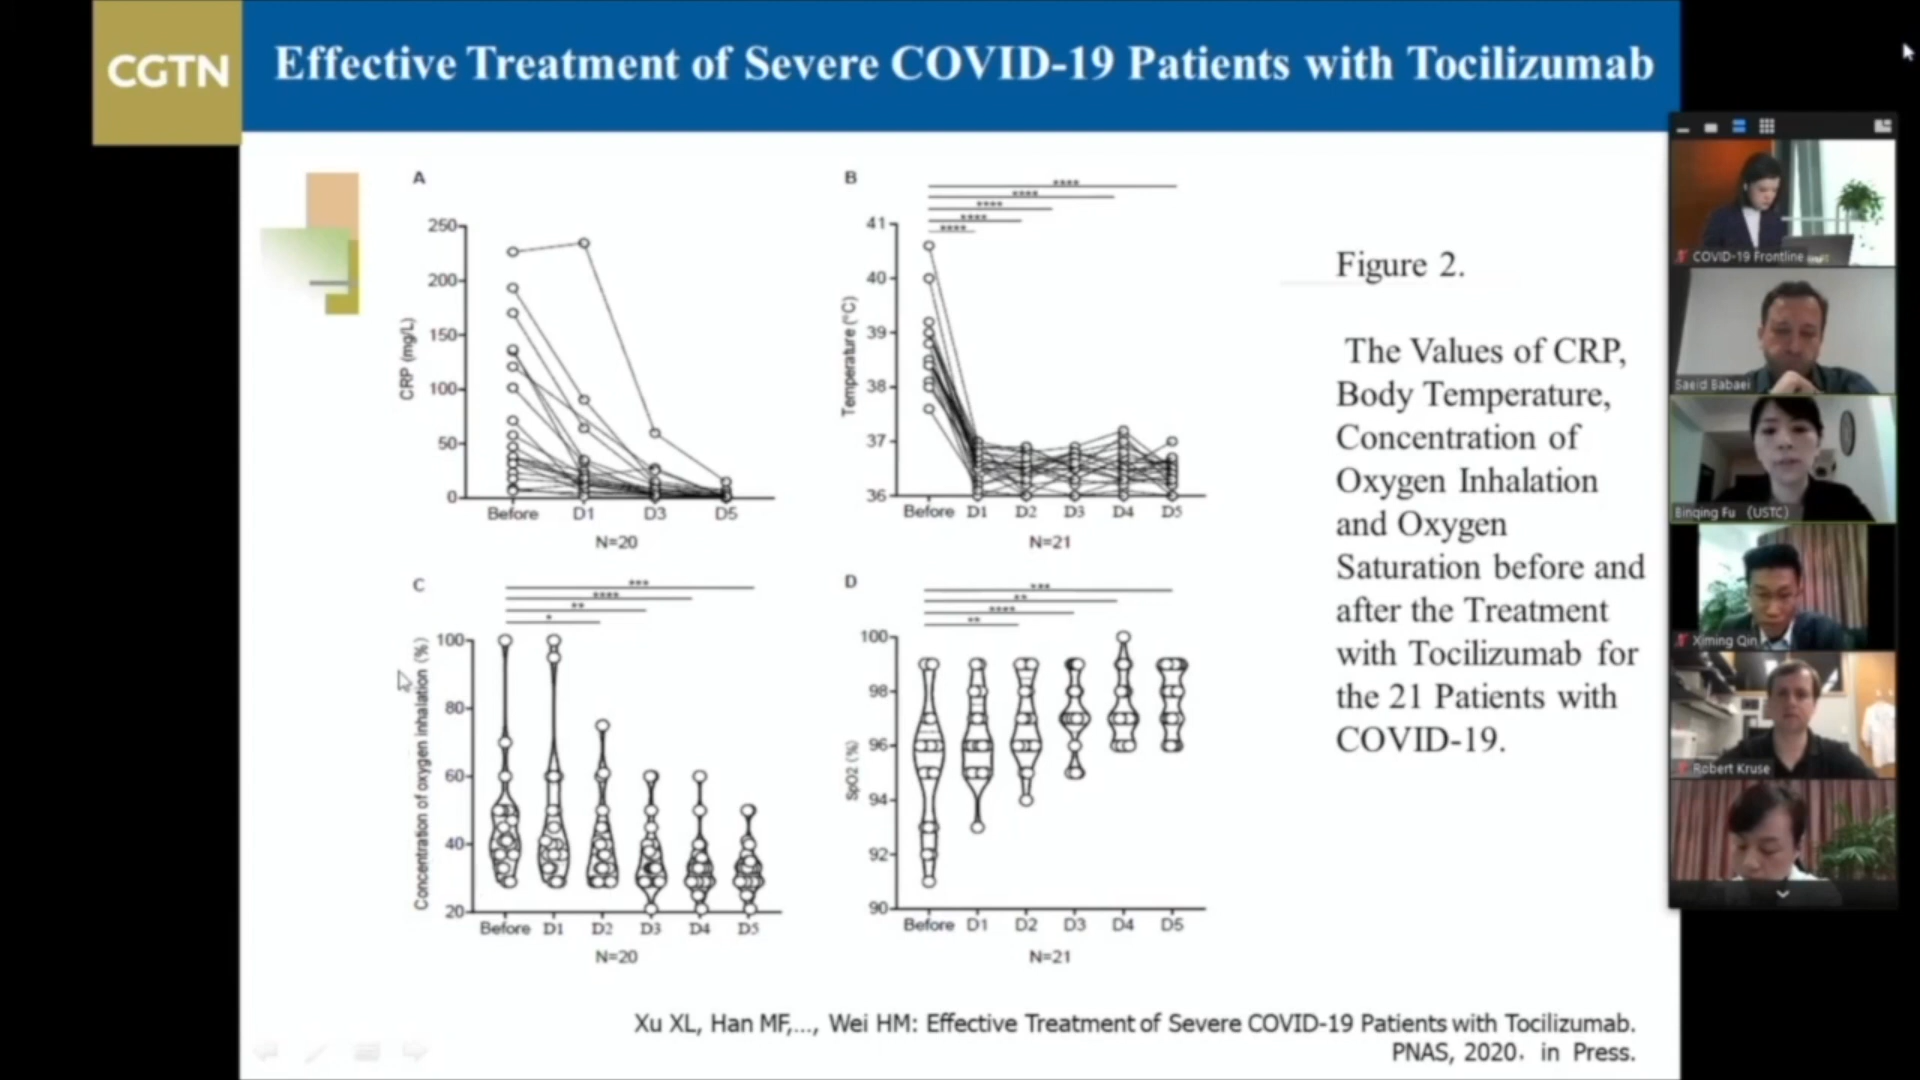 CGTN
Effective Treatment of Severe COVID-19 Patients with Tocilizumab
A
250
200
150
100
50
0
CRP (mg/L)
Before D1 D3 D5
N=20
B
****
****
****
****
****
41
40
39
38
37
36
Temperature (°C)
Before D1 D2 D3 D4 D5
N=21
C
***
****
**
*
100
80
60
40
20
Concentration of oxygen inhalation (%)
Before D1 D2 D3 D4 D5
N=20
D
***
**
****
**
100
98
96
94
92
90
SpO2 (%)
Before D1 D2 D3 D4 D5
N=21
Figure 2.
The Values of CRP,
Body Temperature,
Concentration of
Oxygen Inhalation
and Oxygen
Saturation before and
after the Treatment
with Tocilizumab for
the 21 Patients with
COVID-19.
Xu XL, Han MF,..., Wei HM: Effective Treatment of Severe COVID-19 Patients with Tocilizumab.
PNAS, 2020, in Press.
COVID-19 Frontline
Saeid Babaei
Binqing Fu (USTC)
Ximing Qin
Robert Kruse